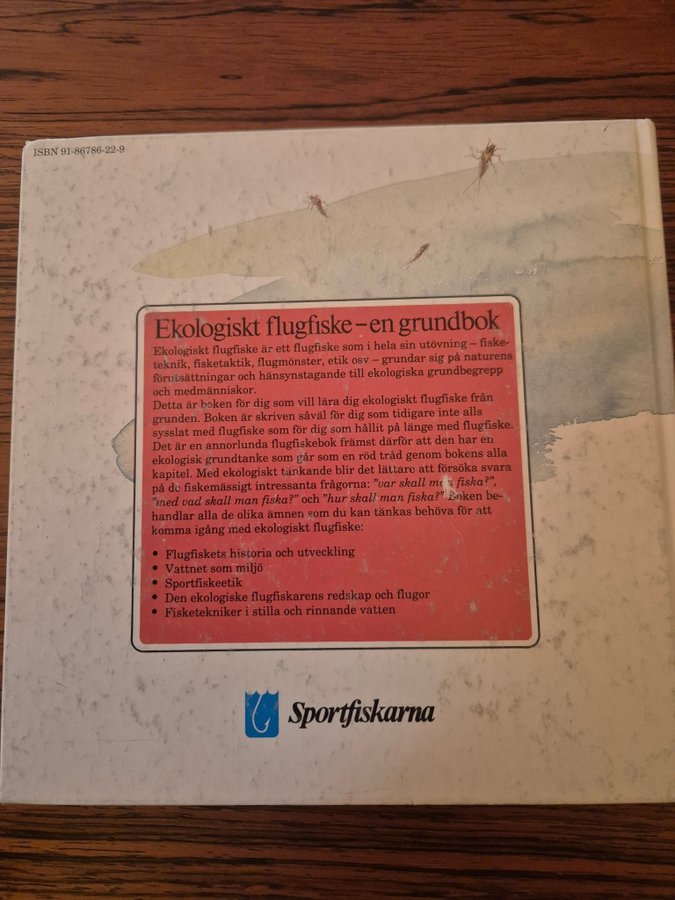 ISBN 91-86786-22-9
Ekologiskt flugfiske – en grundbok
Ekologiskt flugfiske är ett flugfiske som i hela sin utövning – fiske-
teknik, fisketaktik, flugmönster, etik osv – grundar sig på naturens
förutsättningar och hänsynstagande till ekologiska grundbegrepp
och medmänniskor.
Detta är boken för dig som vill lära dig ekologiskt flugfiske från
grunden. Boken är skriven såväl för dig som tidigare inte alls
sysslat med flugfiske som för dig som hållit på länge med flugfiske.
Det är en annorlunda flugfiskebok främst därför att den har en
ekologisk grundtanke som går som en röd tråd genom bokens alla
kapitel. Med ekologiskt tänkande blir det lättare att försöka svara
på de fiskemässigt intressanta frågorna: "var skall man fiska?",
"med vad skall man fiska?" och "hur skall man fiska?" Boken be-
handlar alla de olika ämnen som du kan tänkas behöva för att
komma igång med ekologiskt flugfiske:
• Flugfiskets historia och utveckling
• Vattnet som miljö
• Sportfiskeetik
• Den ekologiske flugfiskarens redskap och flugor
• Fisketekniker i stilla och rinnande vatten
Sportfiskarna